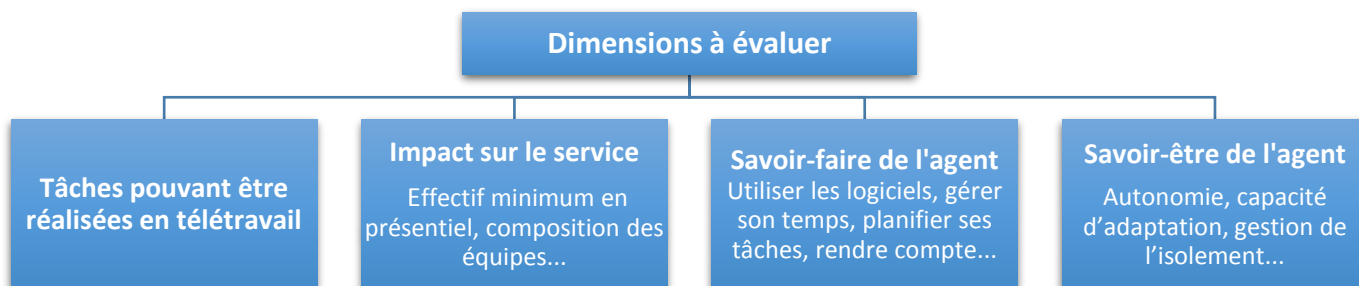 Dimensions à évaluer
Tâches pouvant être
réalisées en télétravail
Impact sur le service
Effectif minimum en
présentiel, composition des
équipes...
Savoir-faire de l'agent
Utiliser les logiciels, gérer
son temps, planifier ses
tâches, rendre compte...
Savoir-être de l'agent
Autonomie, capacité
d’adaptation, gestion de
l’isolement...